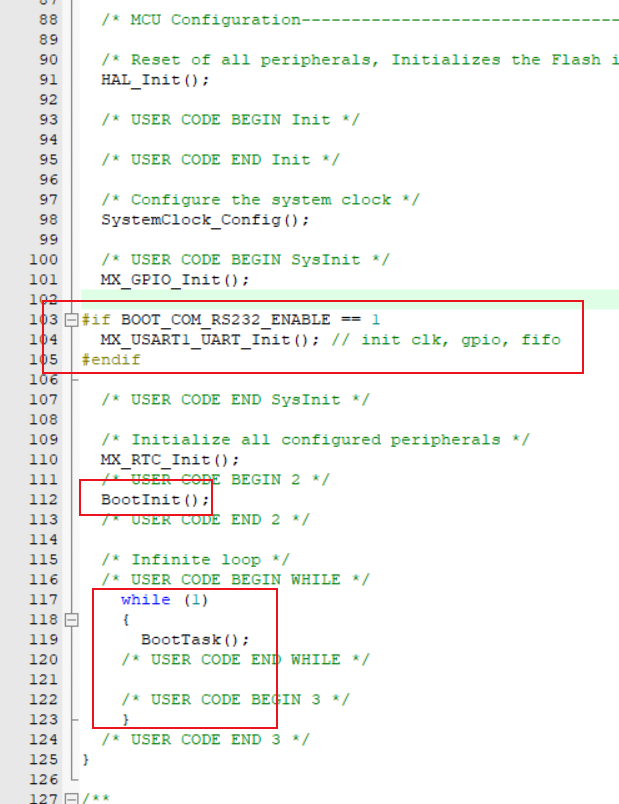 87
88 /* MCU Configuration--------------------------------
89
90 /* Reset of all peripherals, Initializes the Flash i
91 HAL_Init();
92
93 /* USER CODE BEGIN Init */
94
95 /* USER CODE END Init */
96
97 /* Configure the system clock */
98 SystemClock_Config();
99
100 /* USER CODE BEGIN SysInit */
101 MX_GPIO_Init();
102
103 #if BOOT_COM_RS232_ENABLE == 1
104 MX_USART1_UART_Init(); // init clk, gpio, fifo
105 #endif
106
107 /* USER CODE END SysInit */
108
109 /* Initialize all configured peripherals */
110 MX_RTC_Init();
111 /* USER CODE BEGIN 2 */
112 BootInit();
113 /* USER CODE END 2 */
114
115 /* Infinite loop */
116 /* USER CODE BEGIN WHILE */
117 while (1)
118 {
119 BootTask();
120 /* USER CODE END WHILE */
121
122 /* USER CODE BEGIN 3 */
123 }
124 /* USER CODE END 3 */
125 }
126
127 /**